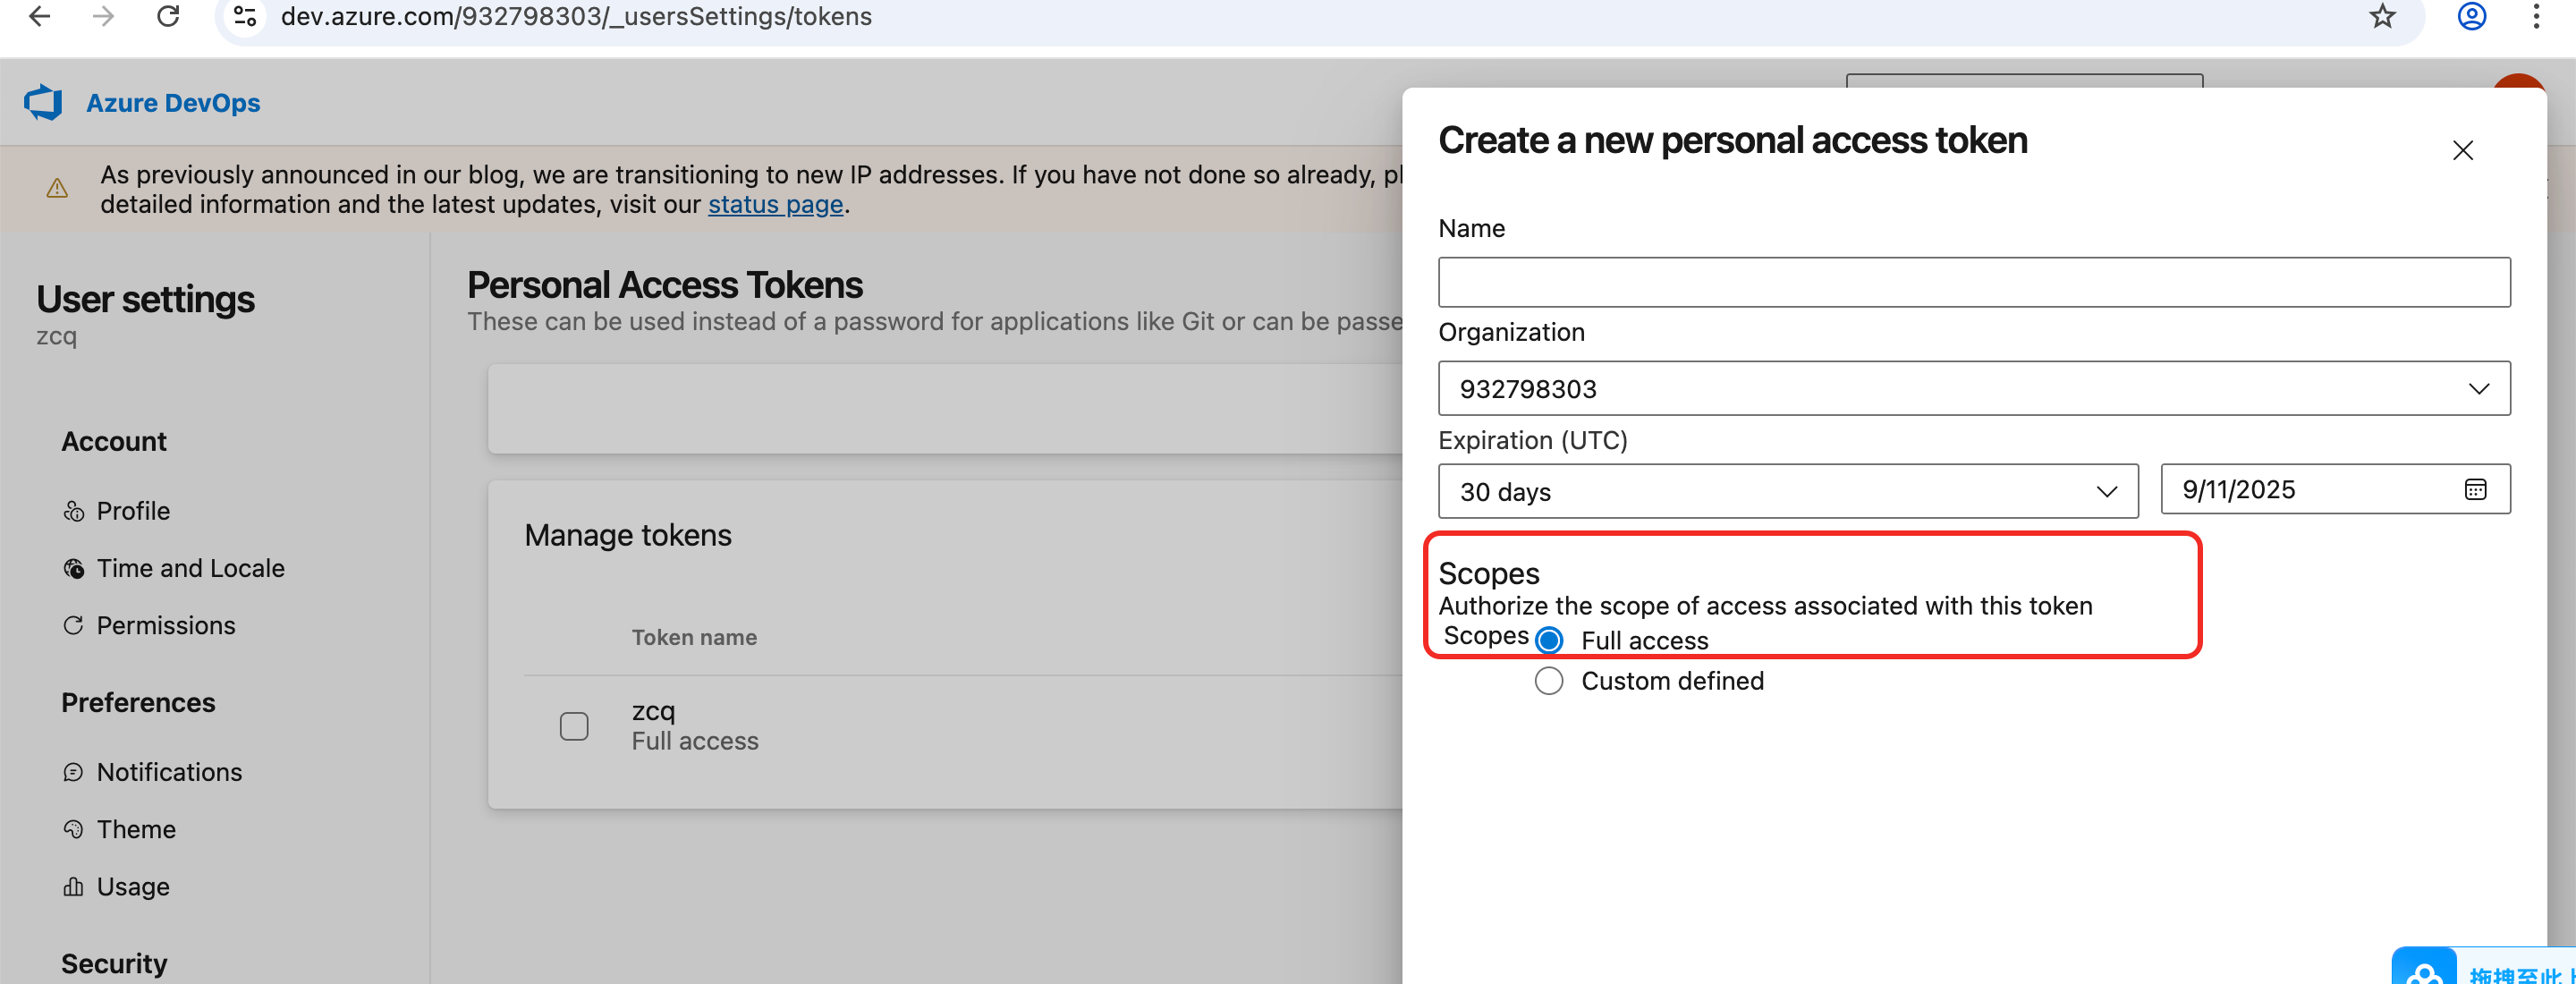 dev.azure.com/932798303/_usersSettings/tokens
Azure DevOps
As previously announced in our blog, we are transitioning to new IP addresses. If you have not done so already,
detailed information and the latest updates, visit our status page.
User settings
zcq
Account
Profile
Time and Locale
Permissions
Preferences
Notifications
Theme
Usage
Security
Personal Access Tokens
These can be used instead of a password for applications like Git or can be
Manage tokens
Token name
zcq
Full access
Create a new personal access token
Name
Organization
932798303
Expiration (UTC)
30 days
9/11/2025
Scopes
Authorize the scope of access associated with this token
Scopes
Full access
Custom defined
拖拽至此